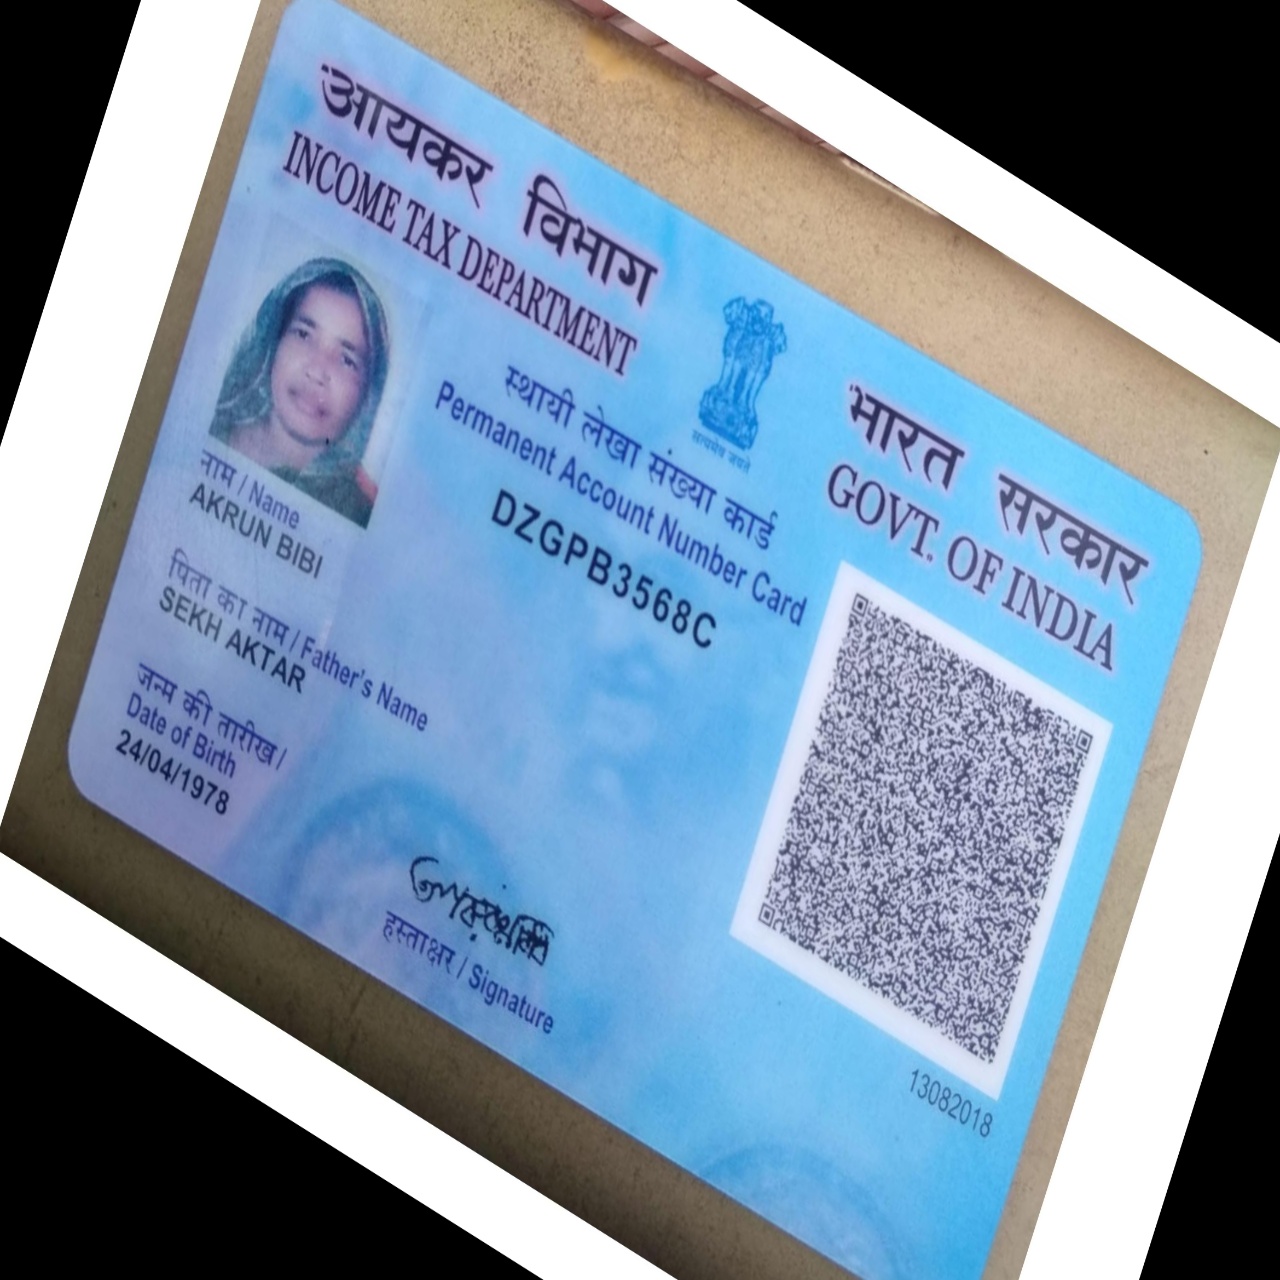 आयकर विभाग
INCOME TAX DEPARTMENT
सत्यमेव जयते
भारत सरकार
GOVT. OF INDIA
स्थायी लेखा संख्या कार्ड
Permanent Account Number Card
DZGPB3568C
नाम / Name
AKRUN BIBI
पिता का नाम / Father's Name
SEKH AKTAR
जन्म की तारीख /
Date of Birth
24/04/1978
हस्ताक्षर / Signature
13082018